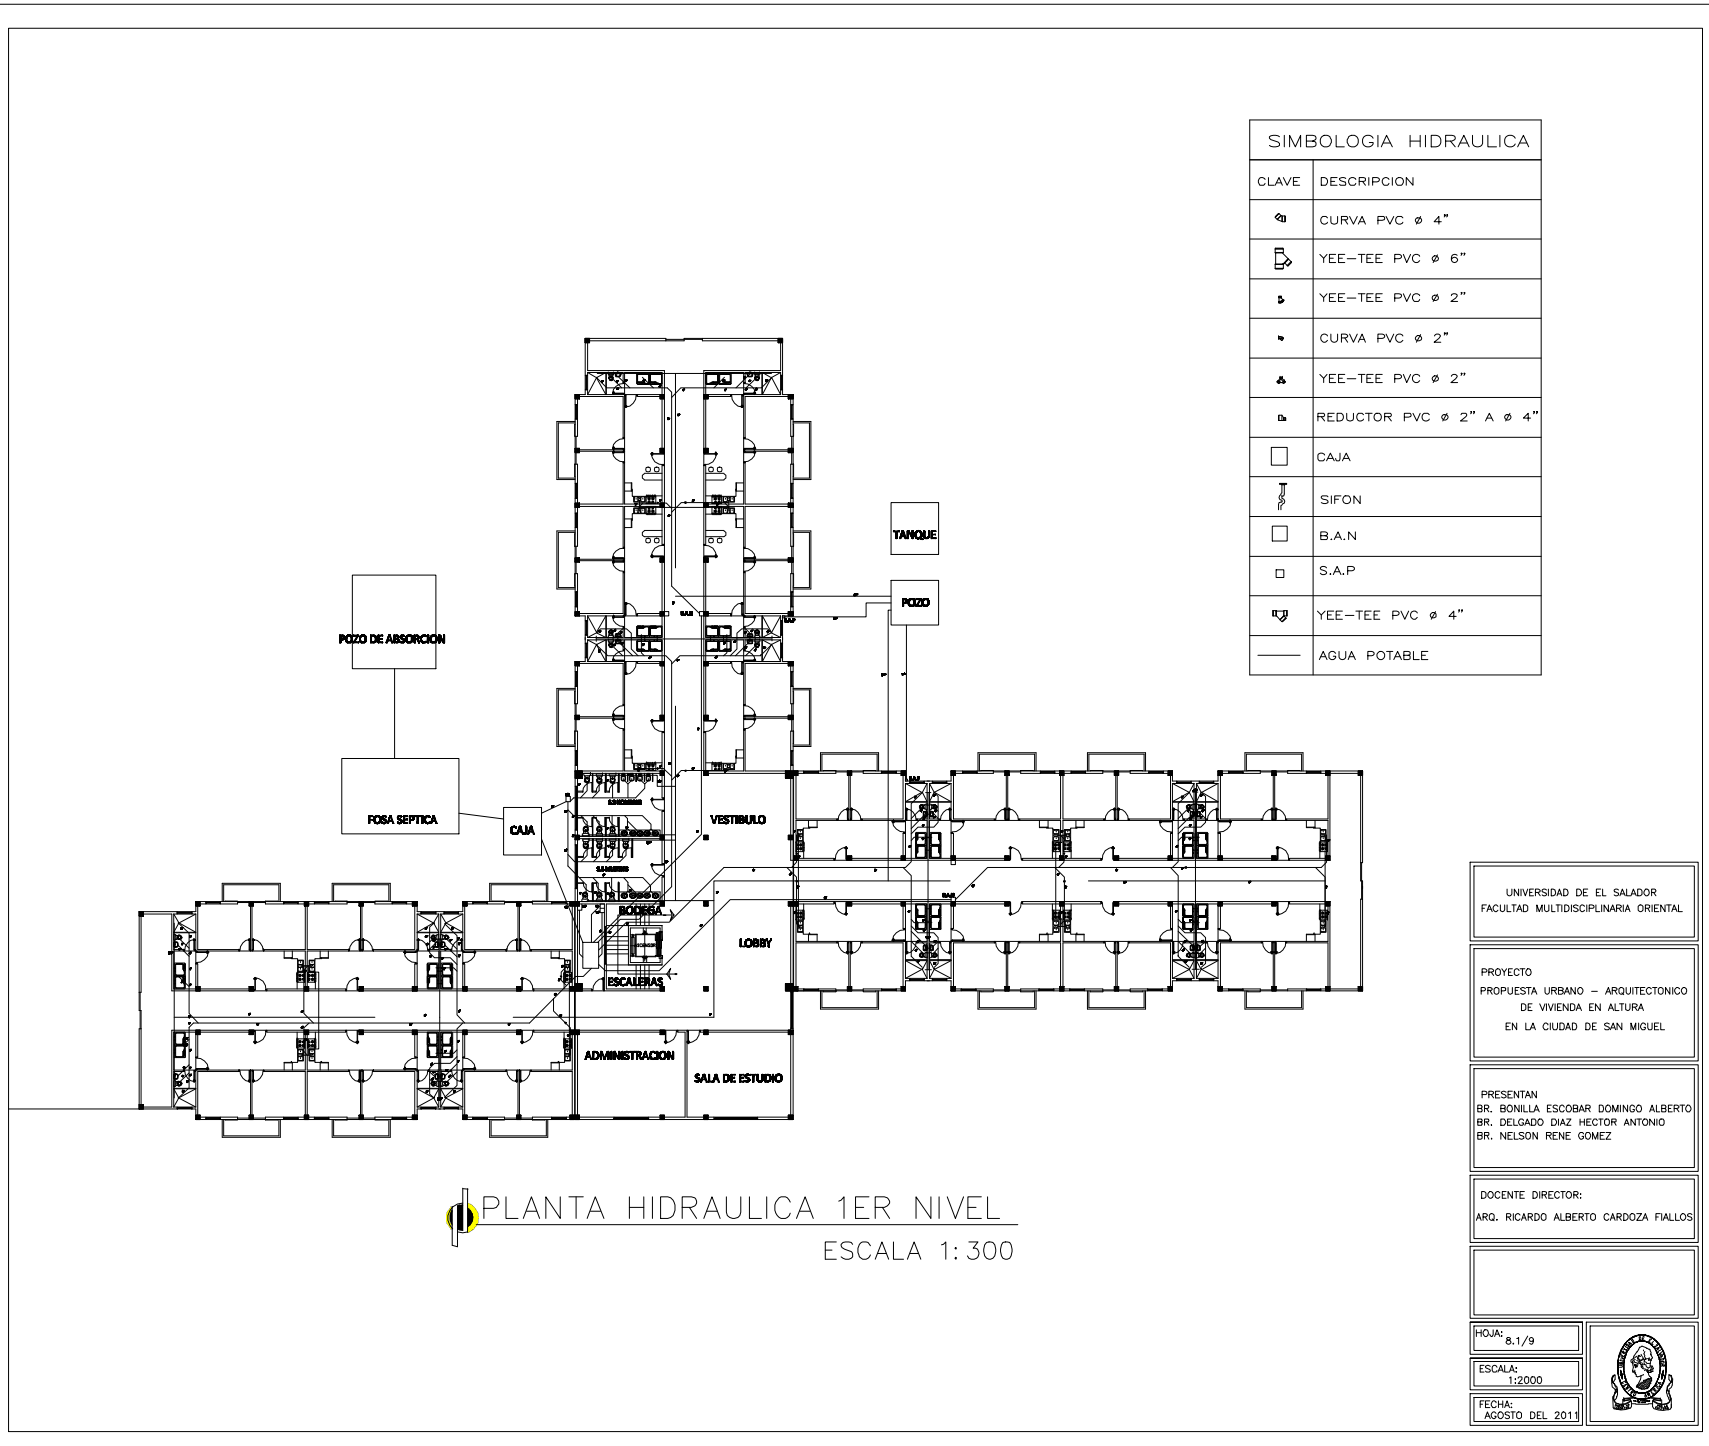 SIMBOLOGIA HIDRAULICA
CLAVE DESCRIPCION
CURVA PVC ø 4"
YEE-TEE PVC ø 6"
YEE-TEE PVC ø 2"
CURVA PVC ø 2"
YEE-TEE PVC ø 2"
REDUCTOR PVC ø 2" A ø 4"
CAJA
SIFON
B.A.N
S.A.P
YEE-TEE PVC ø 4"
AGUA POTABLE
TANQUE
POZO
POZO DE ABSORCION
FOSA SEPTICA
CAJA
VESTIBULO
BODEGA
LOBBY
ESCALERAS
ADMINISTRACION
SALA DE ESTUDIO
PLANTA HIDRAULICA 1ER NIVEL
ESCALA 1:300
UNIVERSIDAD DE EL SALADOR
FACULTAD MULTIDISCIPLINARIA ORIENTAL
PROYECTO
PROPUESTA URBANO - ARQUITECTONICO
DE VIVIENDA EN ALTURA
EN LA CIUDAD DE SAN MIGUEL
PRESENTAN
BR. BONILLA ESCOBAR DOMINGO ALBERTO
BR. DELGADO DIAZ HECTOR ANTONIO
BR. NELSON RENE GOMEZ
DOCENTE DIRECTOR:
ARQ. RICARDO ALBERTO CARDOZA FIALLOS
HOJA: 8.1/9
ESCALA:
1:2000
FECHA:
AGOSTO DEL 2011